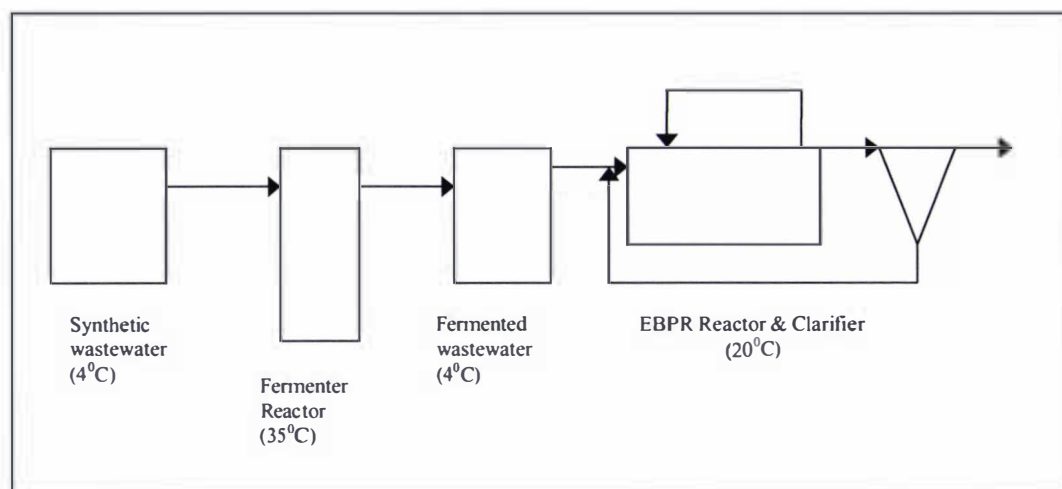 Synthetic
wastewater
(4⁰C)
Fermenter
Reactor
(35⁰C)
Fermented
wastewater
(4⁰C)
EBPR Reactor & Clarifier
(20⁰C)